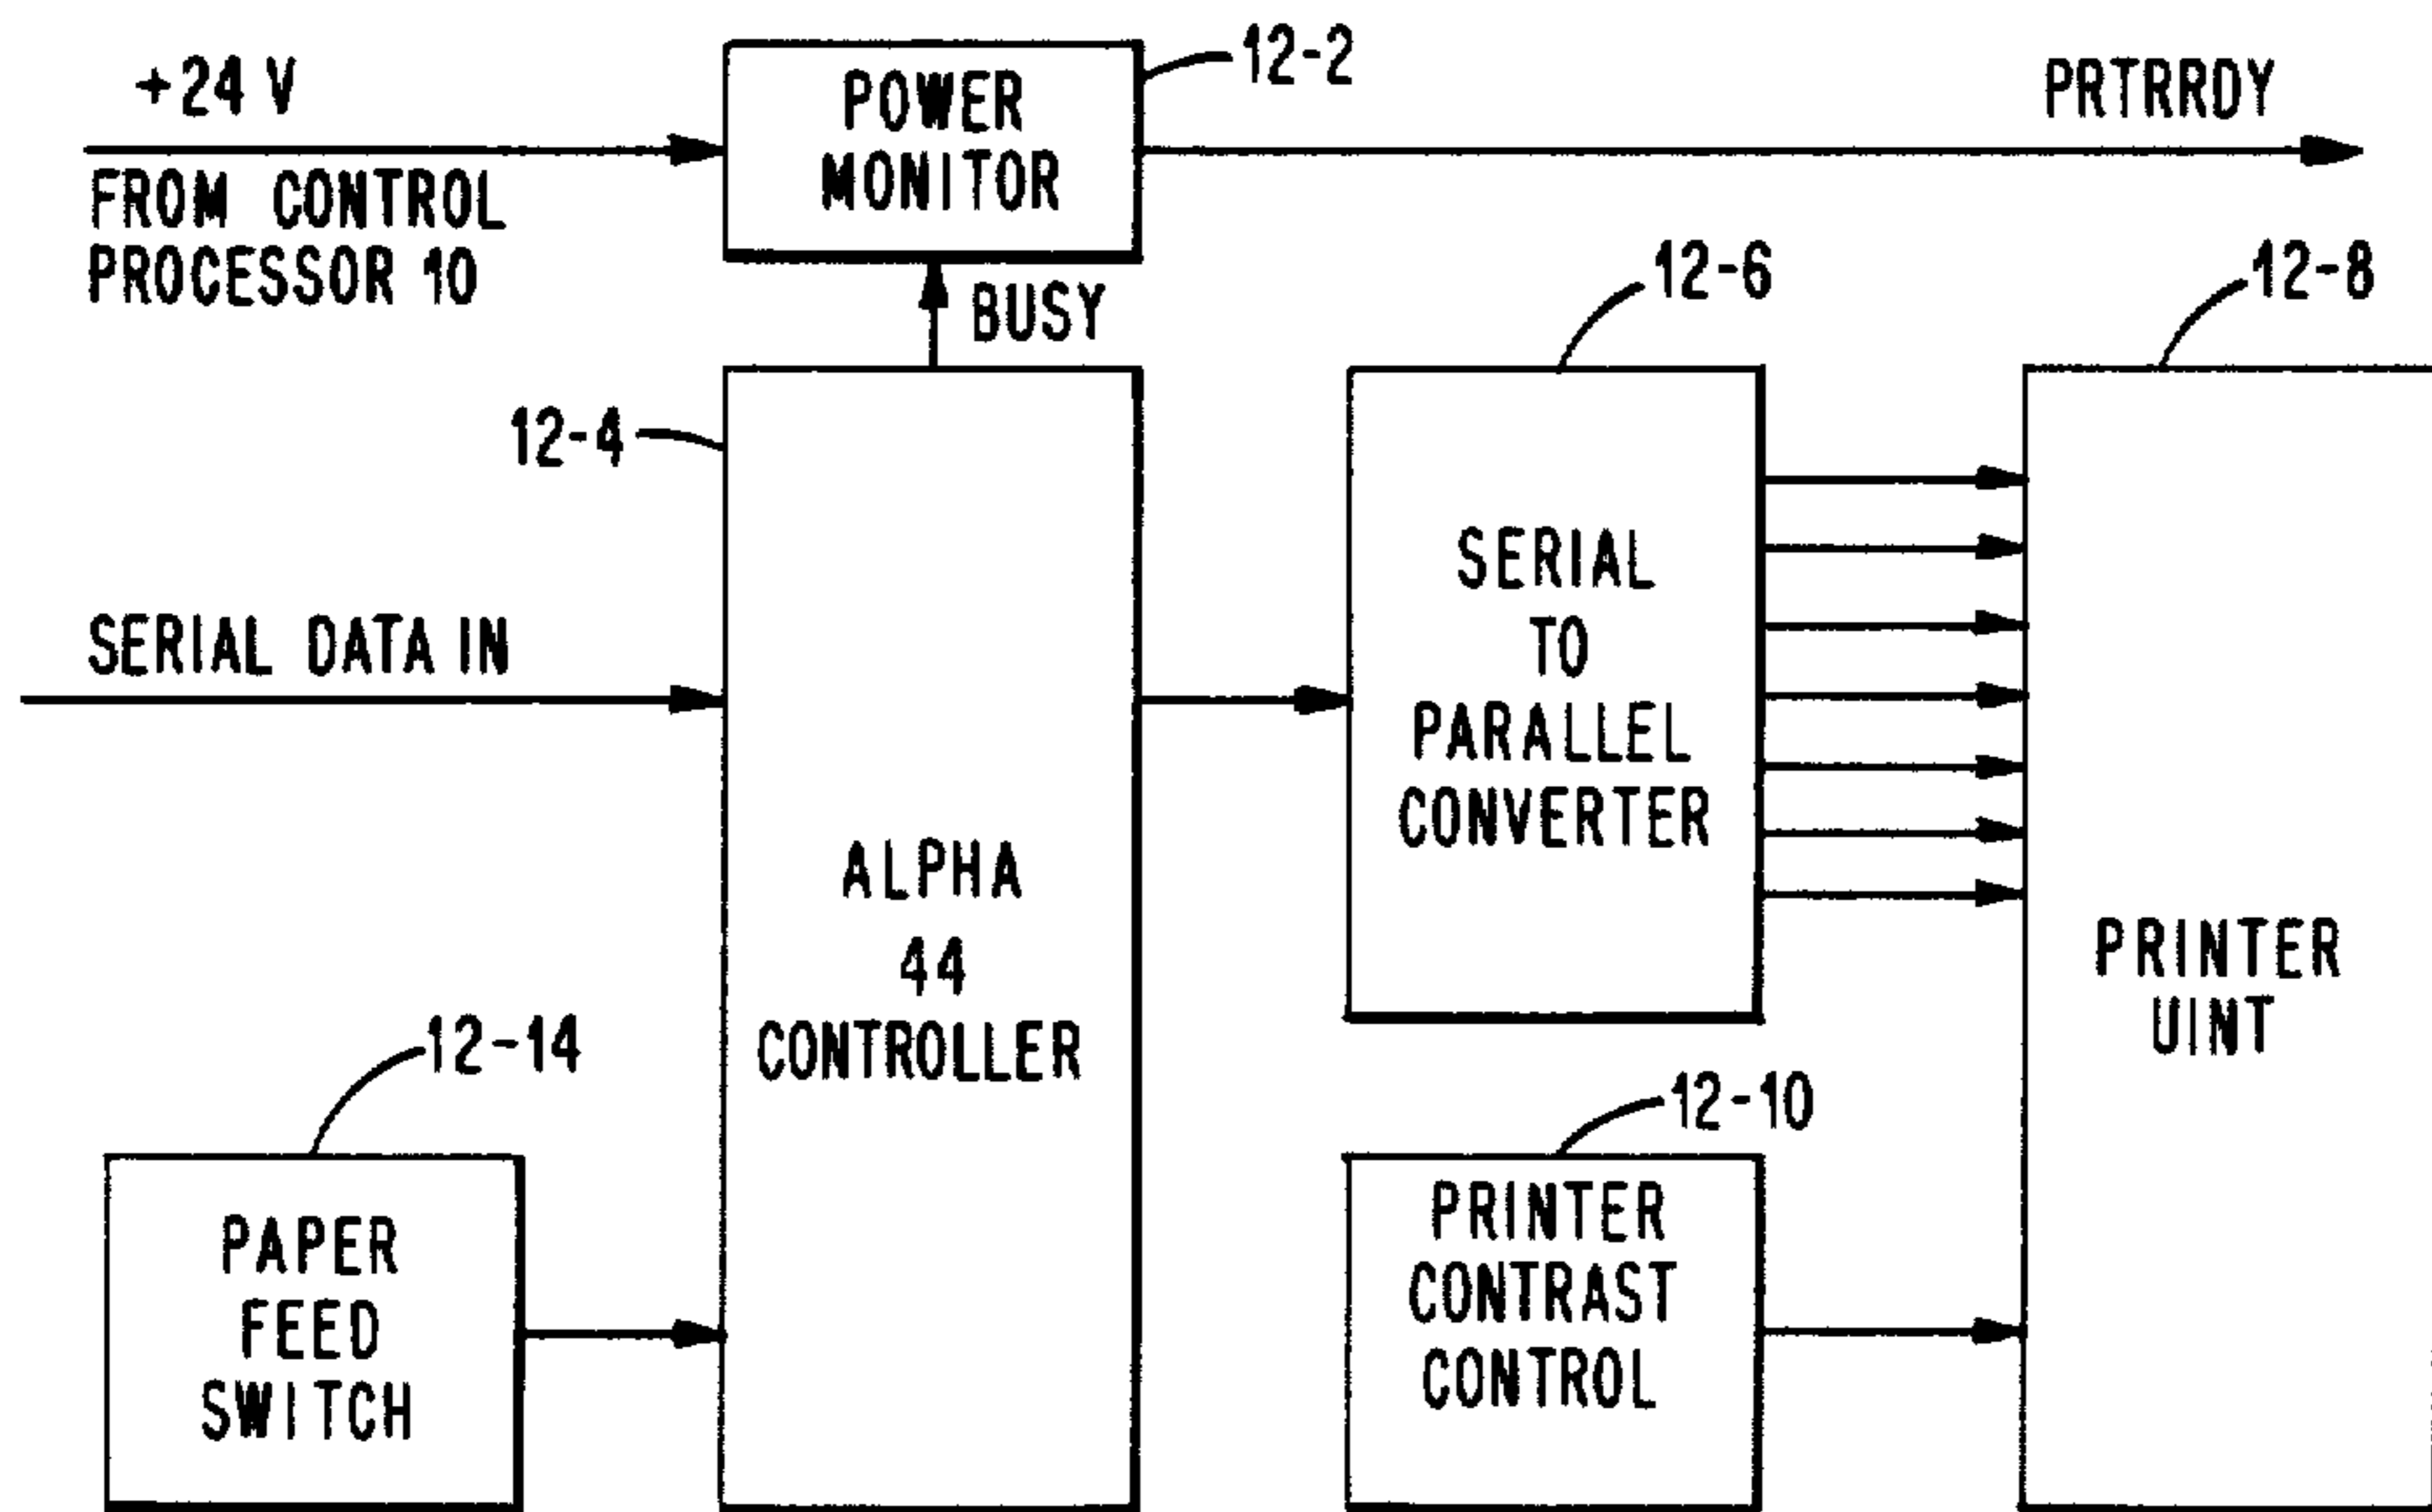 +24 V
FROM CONTROL
PROCESSOR 10
POWER
MONITOR
12-2
PRTRRDY
BUSY
12-4
12-6
12-8
SERIAL DATA IN
ALPHA
44
CONTROLLER
SERIAL
TO
PARALLEL
CONVERTER
PRINTER
UINT
12-14
PAPER
FEED
SWITCH
12-10
PRINTER
CONTRAST
CONTROL